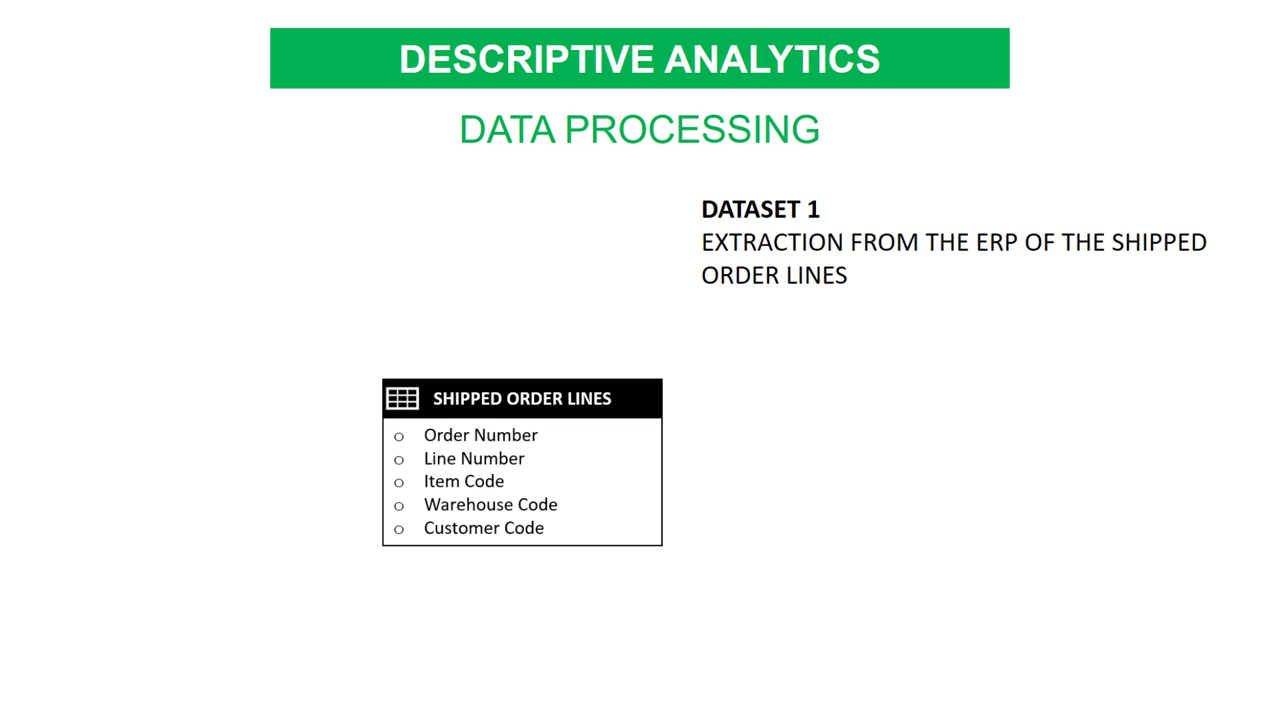 DESCRIPTIVE ANALYTICS
DATA PROCESSING
DATASET 1
EXTRACTION FROM THE ERP OF THE SHIPPED
ORDER LINES
SHIPPED ORDER LINES
Order Number
Line Number
Item Code
Warehouse Code
Customer Code